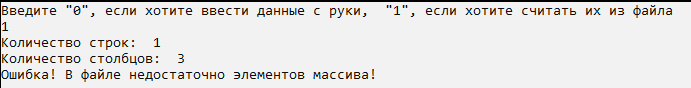 Введите "0", если хотите ввести данные с руки,  "1", если хотите считать их из файла
1
Количество строк:  1
Количество столбцов:  3
Ошибка! В файле недостаточно элементов массива!